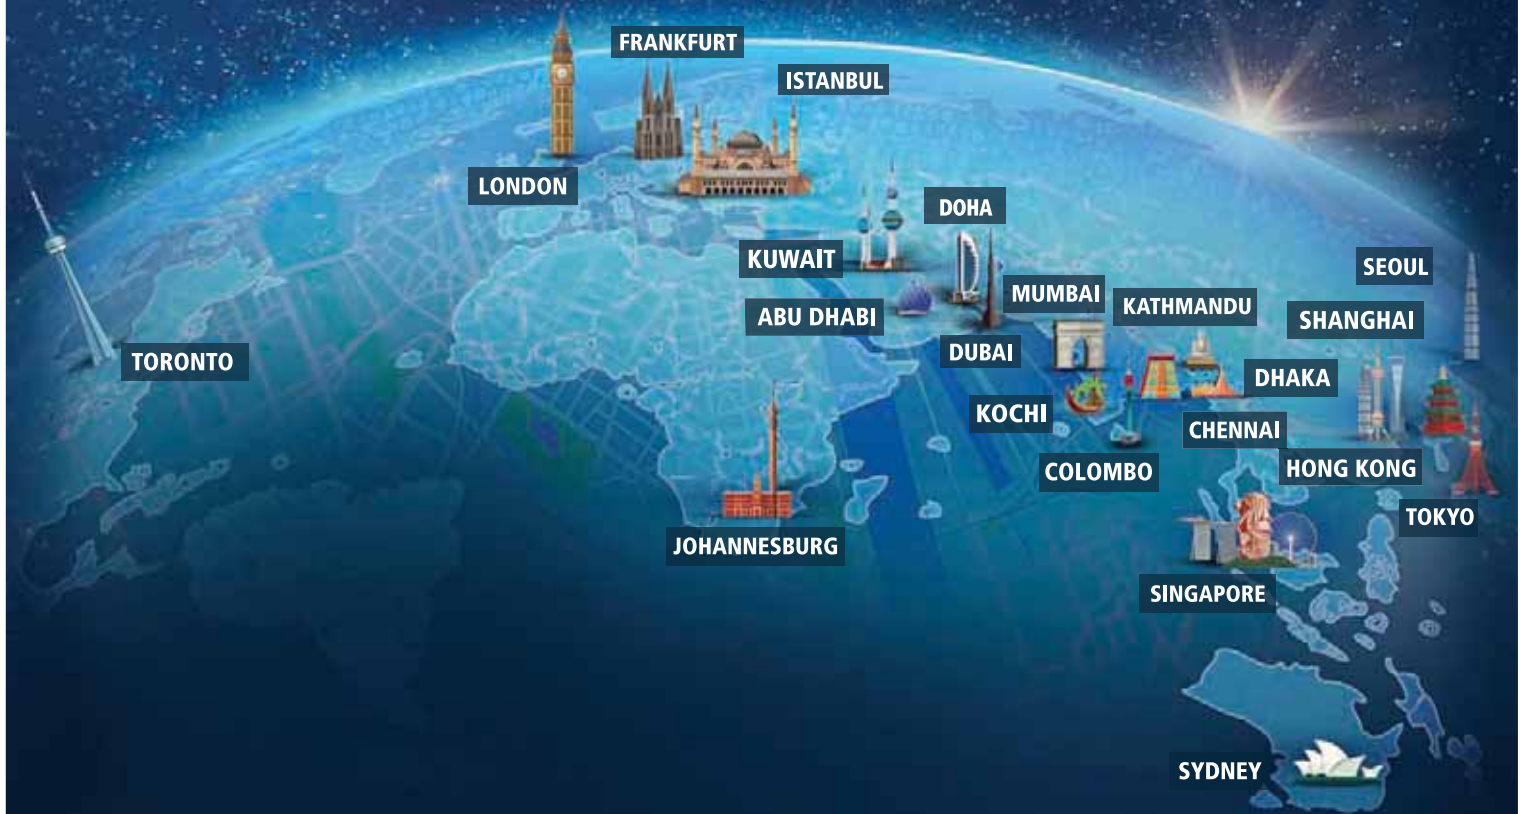 FRANKFURT
ISTANBUL
LONDON
DOHA
KUWAIT
SEOUL
MUMBAI
KATHMANDU
ABU DHABI
SHANGHAI
DUBAI
TORONTO
DHAKA
KOCHI
CHENNAI
COLOMBO
HONG KONG
TOKYO
JOHANNESBURG
SINGAPORE
SYDNEY